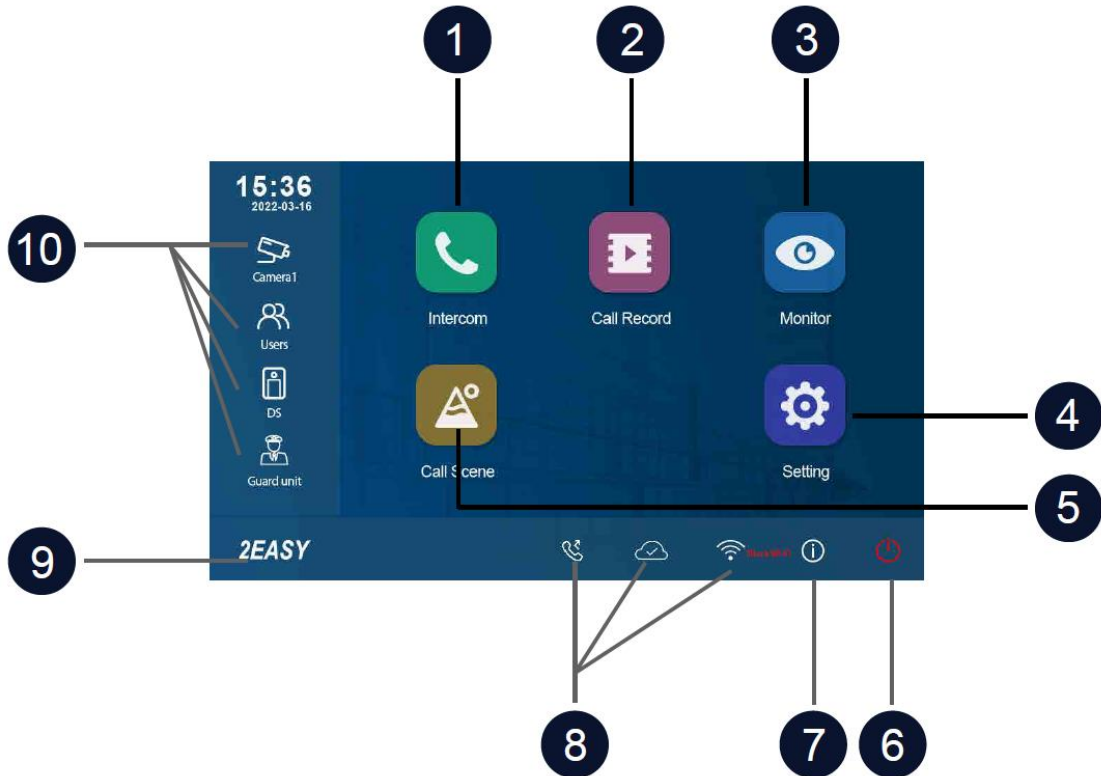 1
2
3
15:36
2022-03-16
10
Camera1
Intercom
Call Record
Monitor
Users
DS
4
Guard unit
Call Scene
Setting
5
9
2EASY
8
7
6